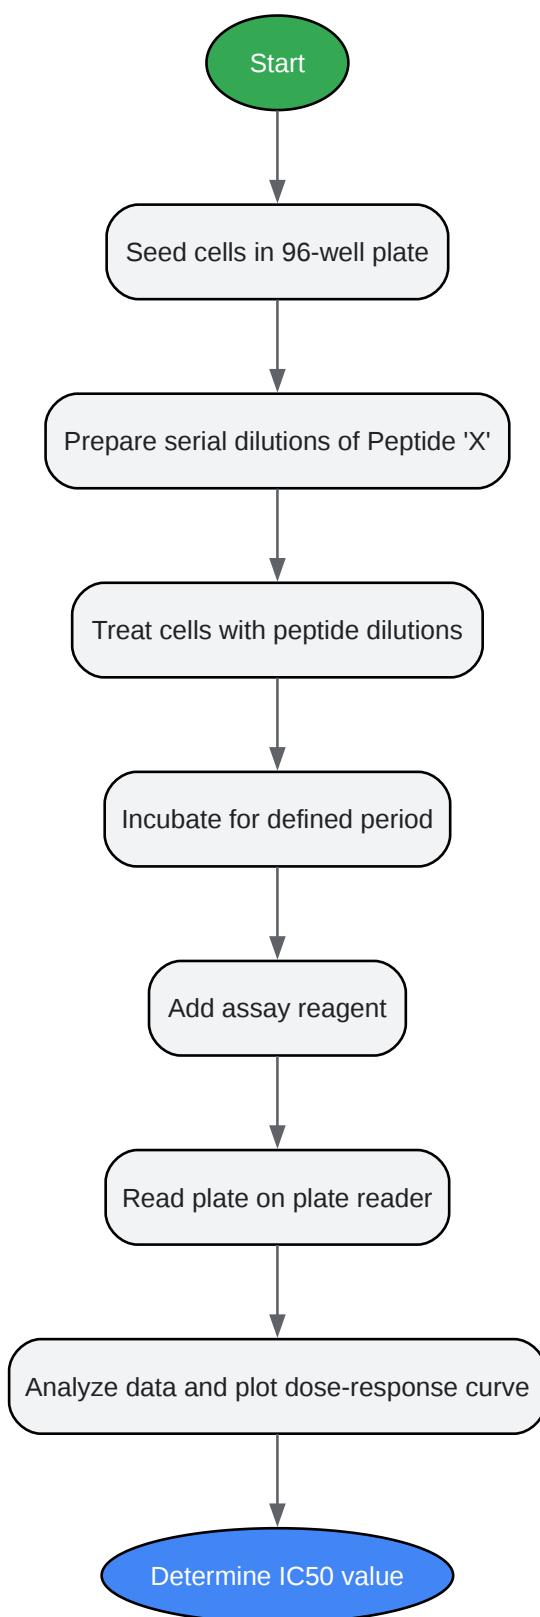 Start
Seed cells in 96-well plate
Prepare serial dilutions of Peptide 'X'
Treat cells with peptide dilutions
Incubate for defined period
Add assay reagent
Read plate on plate reader
Analyze data and plot dose-response curve
Determine IC50 value